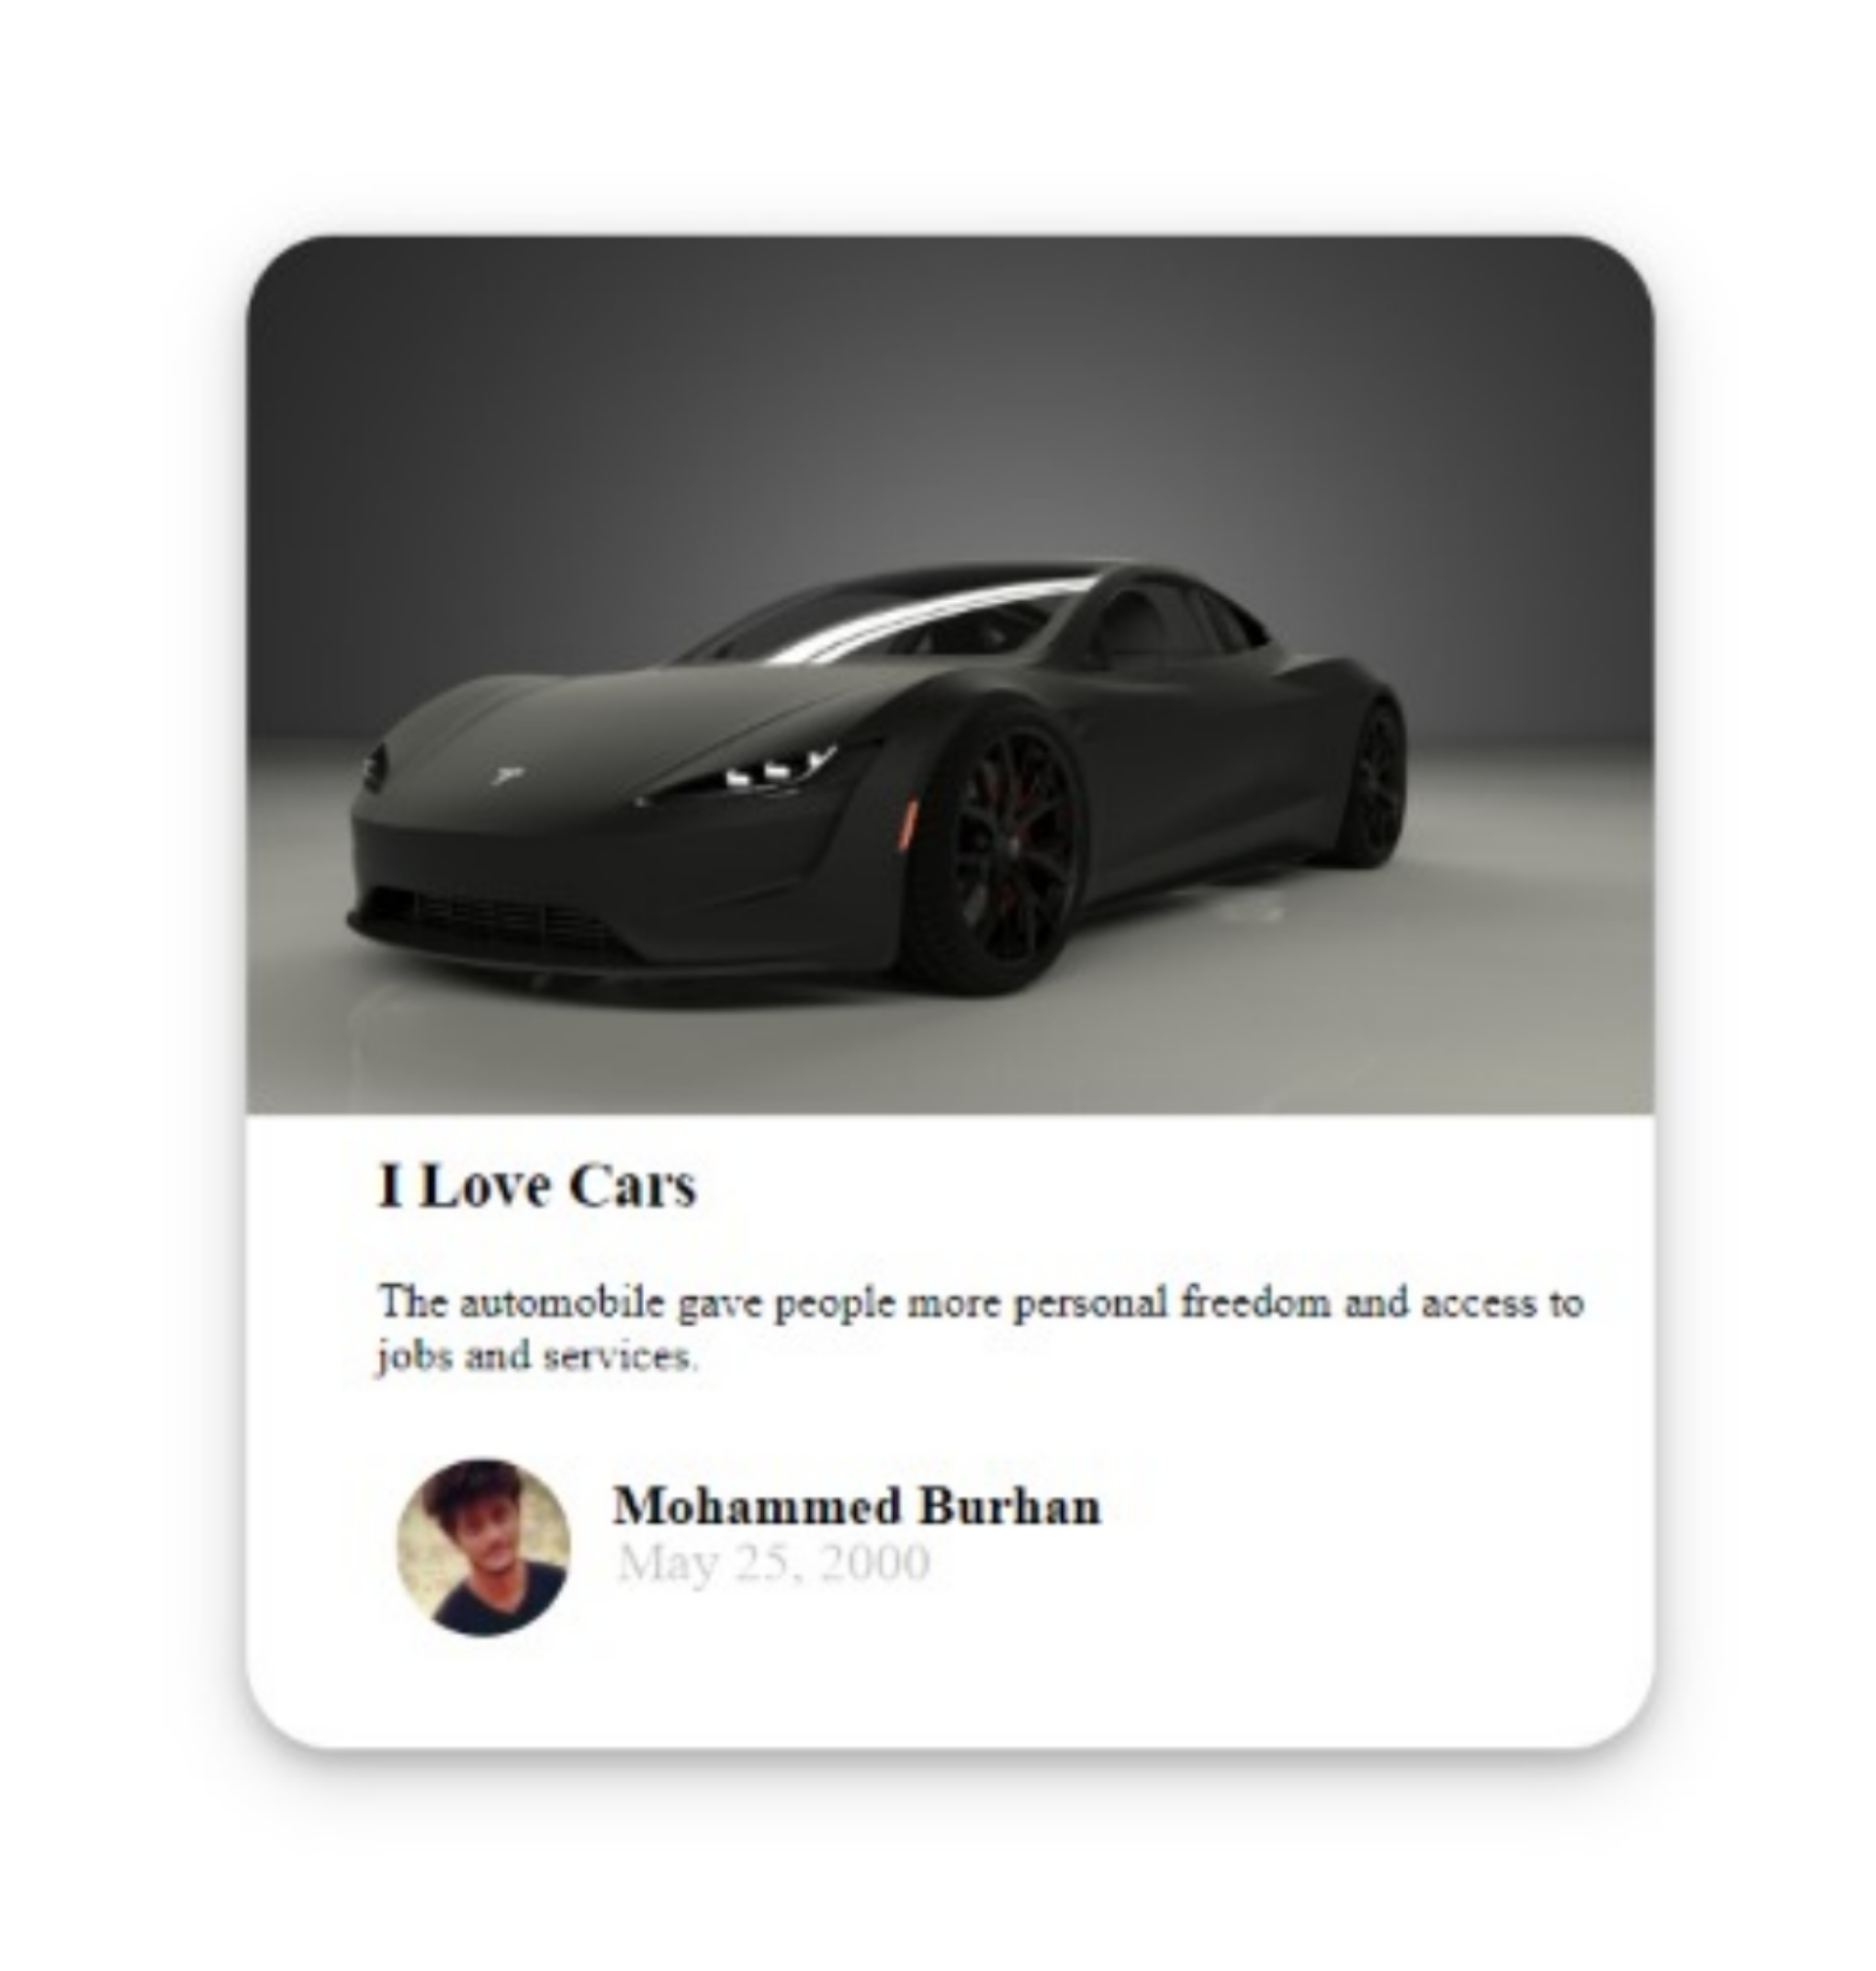 I Love Cars
The automobile gave people more personal freedom and access to
jobs and services.
Mohammed Burhan
May 25, 2000